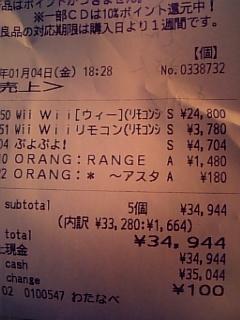 品はポイントがつきません。
※一部CDは10%ポイント還元中!
良品の対応期限は購入日より1週間です。
【個】
年01月04日(金) 18:28 No.0338732
売上>
50 Wii Wii[ウィー](リモコンジ S ¥24,800
51 Wii Wiiリモコン(リモコンシ S ¥3,780
04 ぷよぷよ! S ¥4,704
10 ORANG:RANGE A ¥1,480
22 ORANG:* ~アスタ A ¥180
subtotal 5個 ¥34,944
(内訳 ¥33,280:¥1,664)
total ¥34,944
上現金 ¥34,944
cash ¥35,044
change ¥100
02 0100547 わたなべ